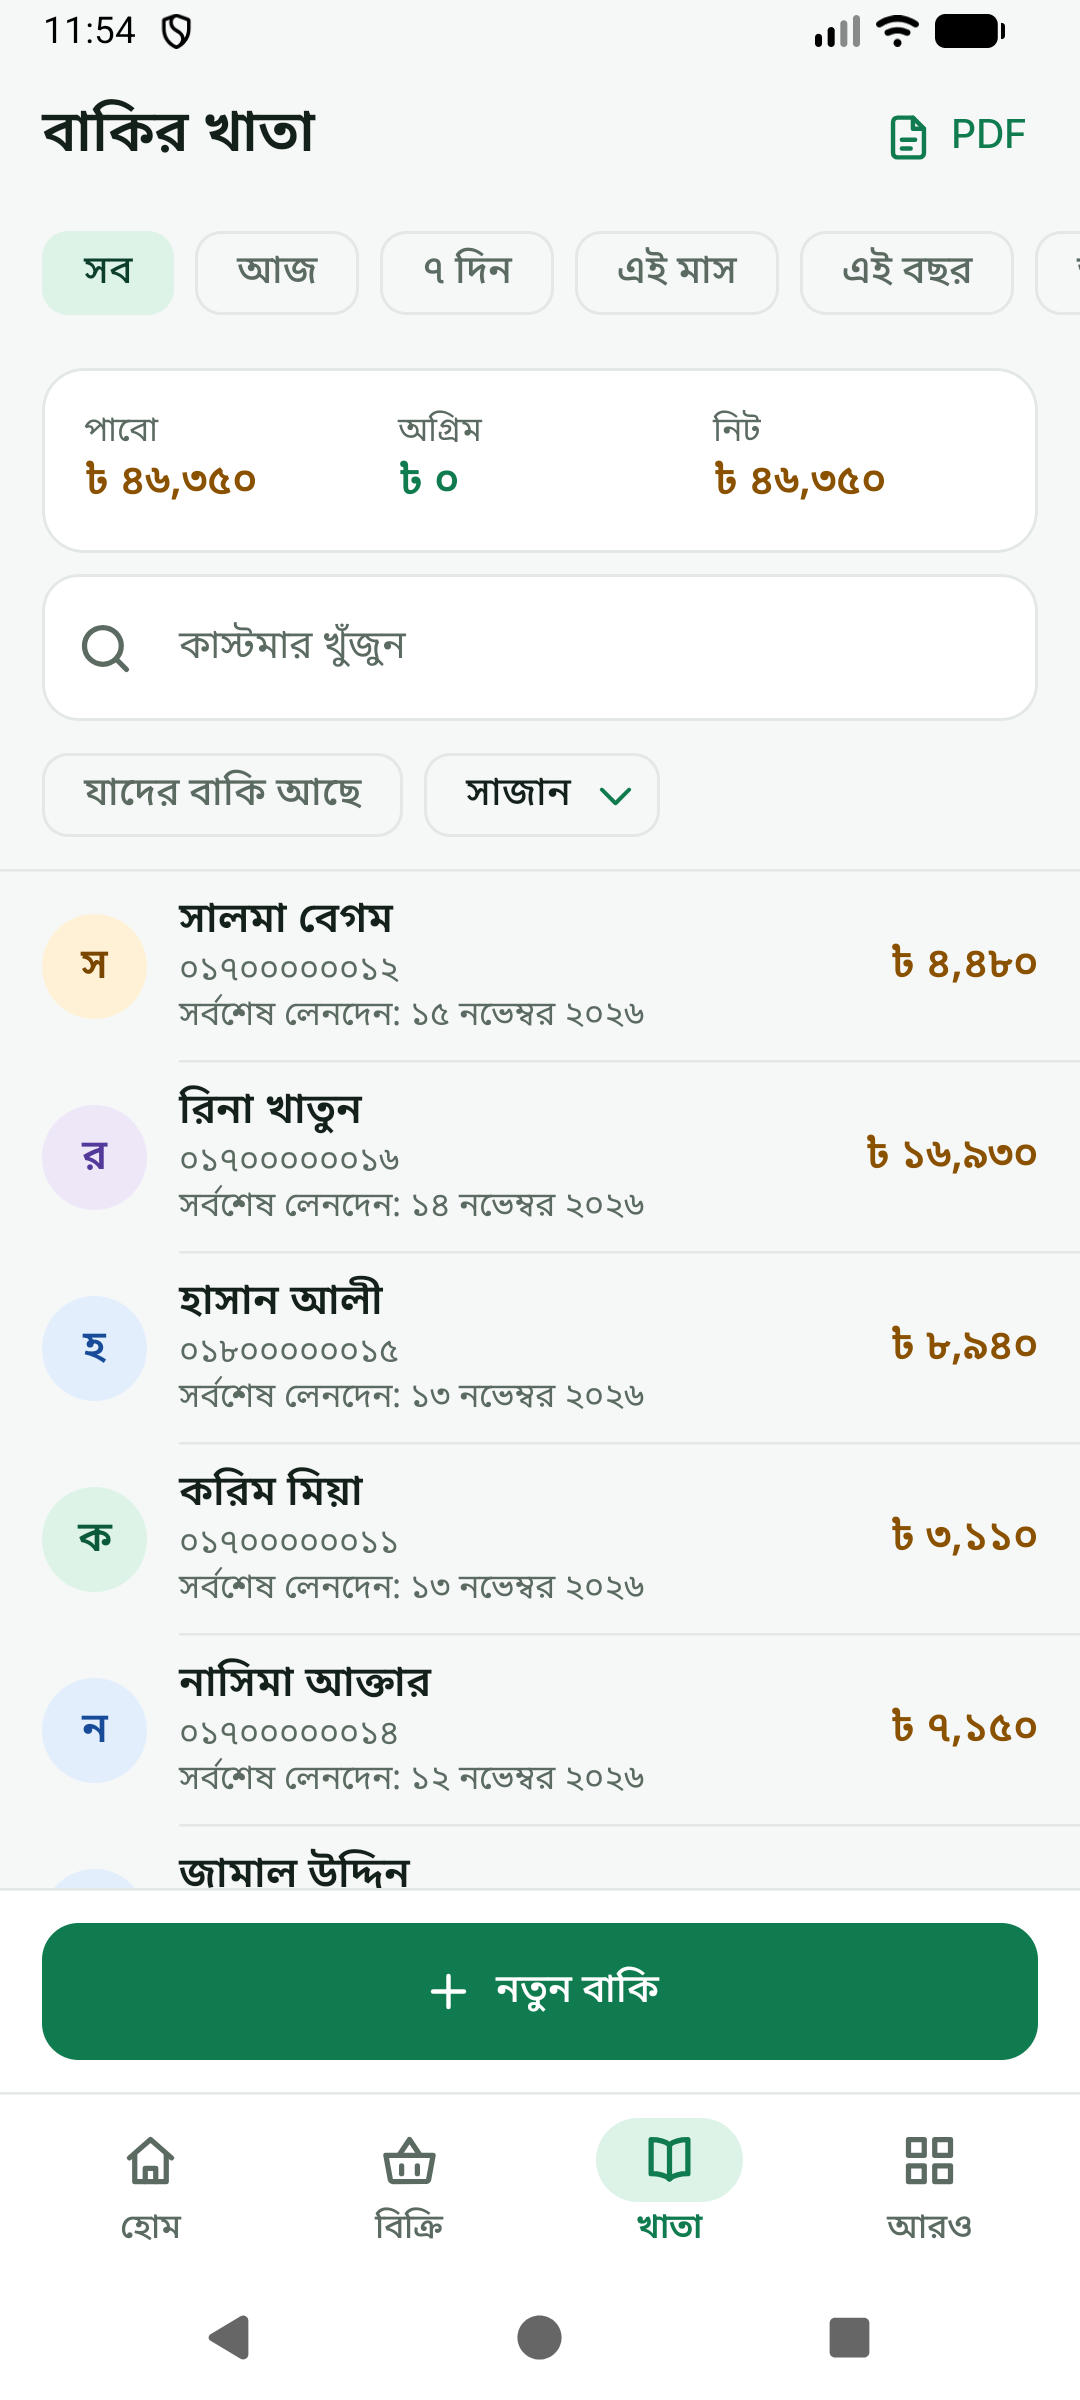 11:54
বাকির খাতা
PDF
সব
আজ
৭ দিন
এই মাস
এই বছর
পাবো
অগ্রিম
নিট
৳ ৪৬,৩৫০
৳ ০
৳ ৪৬,৩৫০
কাস্টমার খুঁজুন
যাদের বাকি আছে
সাজান
স
সালমা বেগম
০১৭০০০০০০১২
সর্বশেষ লেনদেন: ১৫ নভেম্বর ২০২৬
৳ ৪,৪৮০
র
রিনা খাতুন
০১৭০০০০০০১৬
সর্বশেষ লেনদেন: ১৪ নভেম্বর ২০২৬
৳ ১৬,৯৩০
হ
হাসান আলী
০১৮০০০০০০১৫
সর্বশেষ লেনদেন: ১৩ নভেম্বর ২০২৬
৳ ৮,৯৪০
ক
করিম মিয়া
০১৭০০০০০০১১
সর্বশেষ লেনদেন: ১৩ নভেম্বর ২০২৬
৳ ৩,১১০
ন
নাসিমা আক্তার
০১৭০০০০০০১৪
সর্বশেষ লেনদেন: ১২ নভেম্বর ২০২৬
৳ ৭,১৫০
জামাল উদ্দিন
+ নতুন বাকি
হোম
বিক্রি
খাতা
আরও